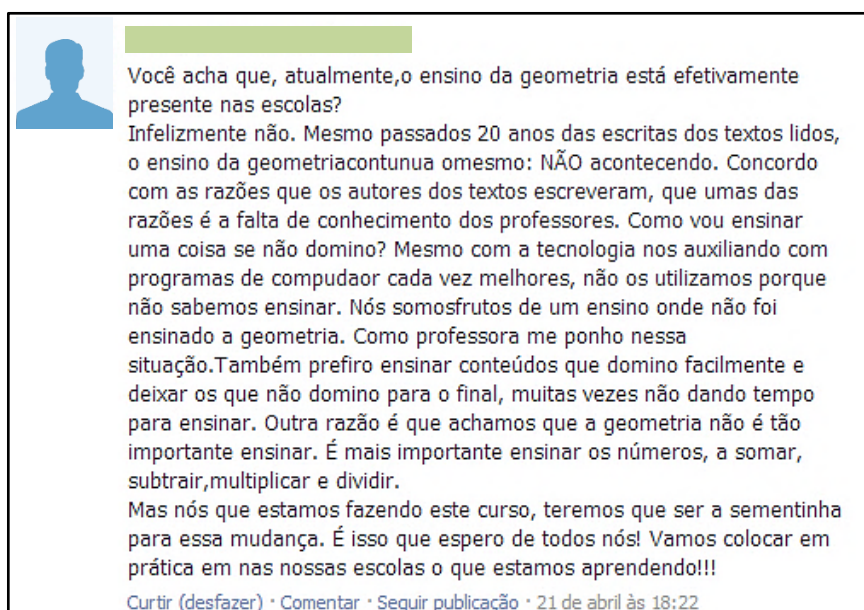 Você acha que, atualmente,o ensino da geometria está efetivamente
presente nas escolas?
Infelizmente não. Mesmo passados 20 anos das escritas dos textos lidos,
o ensino da geometriacontunua omesmo: NÃO acontecendo. Concordo
com as razões que os autores dos textos escreveram, que umas das
razões é a falta de conhecimento dos professores. Como vou ensinar
uma coisa se não domino? Mesmo com a tecnologia nos auxiliando com
programas de compudaor cada vez melhores, não os utilizamos porque
não sabemos ensinar. Nós somosfrutos de um ensino onde não foi
ensinado a geometria. Como professora me ponho nessa
situação.Também prefiro ensinar conteúdos que domino facilmente e
deixar os que não domino para o final, muitas vezes não dando tempo
para ensinar. Outra razão é que achamos que a geometria não é tão
importante ensinar. É mais importante ensinar os números, a somar,
subtrair,multiplicar e dividir.
Mas nós que estamos fazendo este curso, teremos que ser a sementinha
para essa mudança. É isso que espero de todos nós! Vamos colocar em
prática em nas nossas escolas o que estamos aprendendo!!!
Curtir (desfazer) · Comentar · Seguir publicação · 21 de abril às 18:22